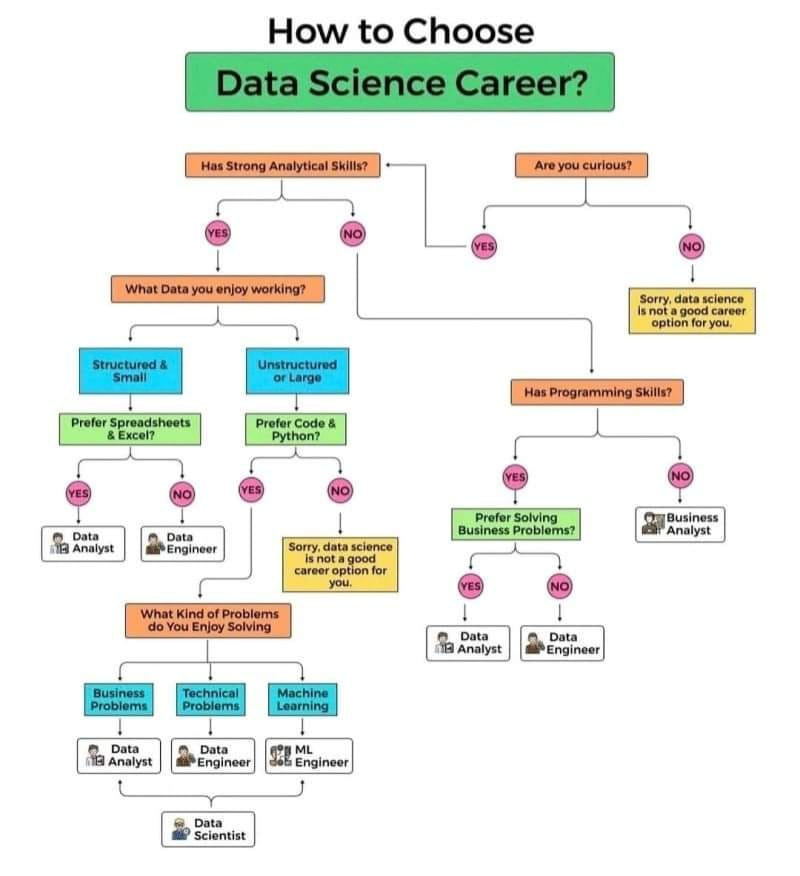 How to Choose
Data Science Career?
Has Strong Analytical Skills?
Are you curious?
YES
NO
YES
NO
What Data you enjoy working?
Sorry, data science
is not a good career
option for you.
Structured &
Small
Unstructured
or Large
Has Programming Skills?
Prefer Spreadsheets
& Excel?
Prefer Code &
Python?
YES
NO
YES
NO
YES
NO
Data
Analyst
Data
Engineer
Sorry, data science
is not a good
career option for
you.
Prefer Solving
Business Problems?
Business
Analyst
YES
NO
What Kind of Problems
do You Enjoy Solving
Data
Analyst
Data
Engineer
Business
Problems
Technical
Problems
Machine
Learning
Data
Analyst
Data
Engineer
ML
Engineer
Data
Scientist